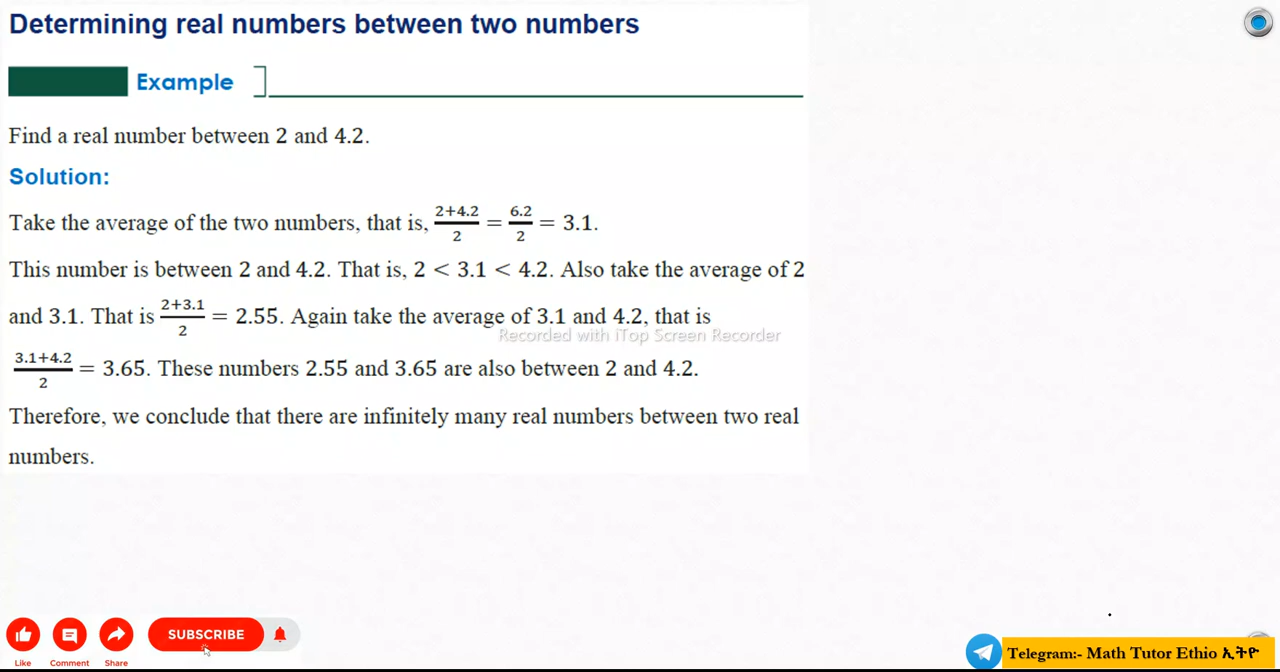 Determining real numbers between two numbers
Example
Find a real number between 2 and 4.2.
Solution:
Take the average of the two numbers, that is, \frac{2+4.2}{2} = \frac{6.2}{2} = 3.1.
This number is between 2 and 4.2. That is, 2 < 3.1 < 4.2. Also take the average of 2
and 3.1. That is \frac{2+3.1}{2} = 2.55. Again take the average of 3.1 and 4.2, that is
Recorded with iTop Screen Recorder
\frac{3.1+4.2}{2} = 3.65. These numbers 2.55 and 3.65 are also between 2 and 4.2.
Therefore, we conclude that there are infinitely many real numbers between two real
numbers.
SUBSCRIBE
Like Comment Share
Telegram:- Math Tutor Ethio ኢትዮ